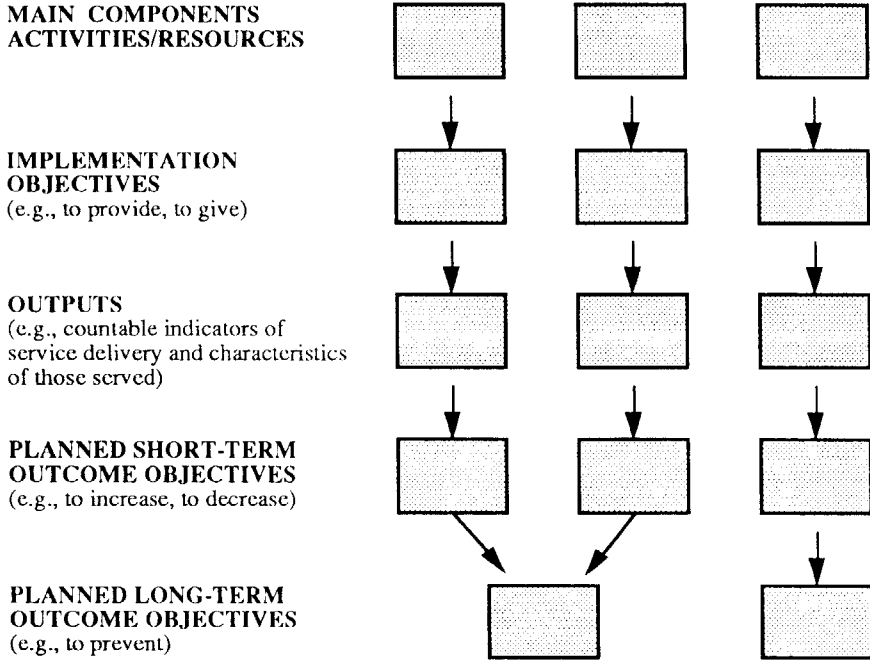 MAIN COMPONENTS
ACTIVITIES/RESOURCES
IMPLEMENTATION
OBJECTIVES
(e.g., to provide, to give)
OUTPUTS
(e.g., countable indicators of
service delivery and characteristics
of those served)
PLANNED SHORT-TERM
OUTCOME OBJECTIVES
(e.g., to increase, to decrease)
PLANNED LONG-TERM
OUTCOME OBJECTIVES
(e.g., to prevent)